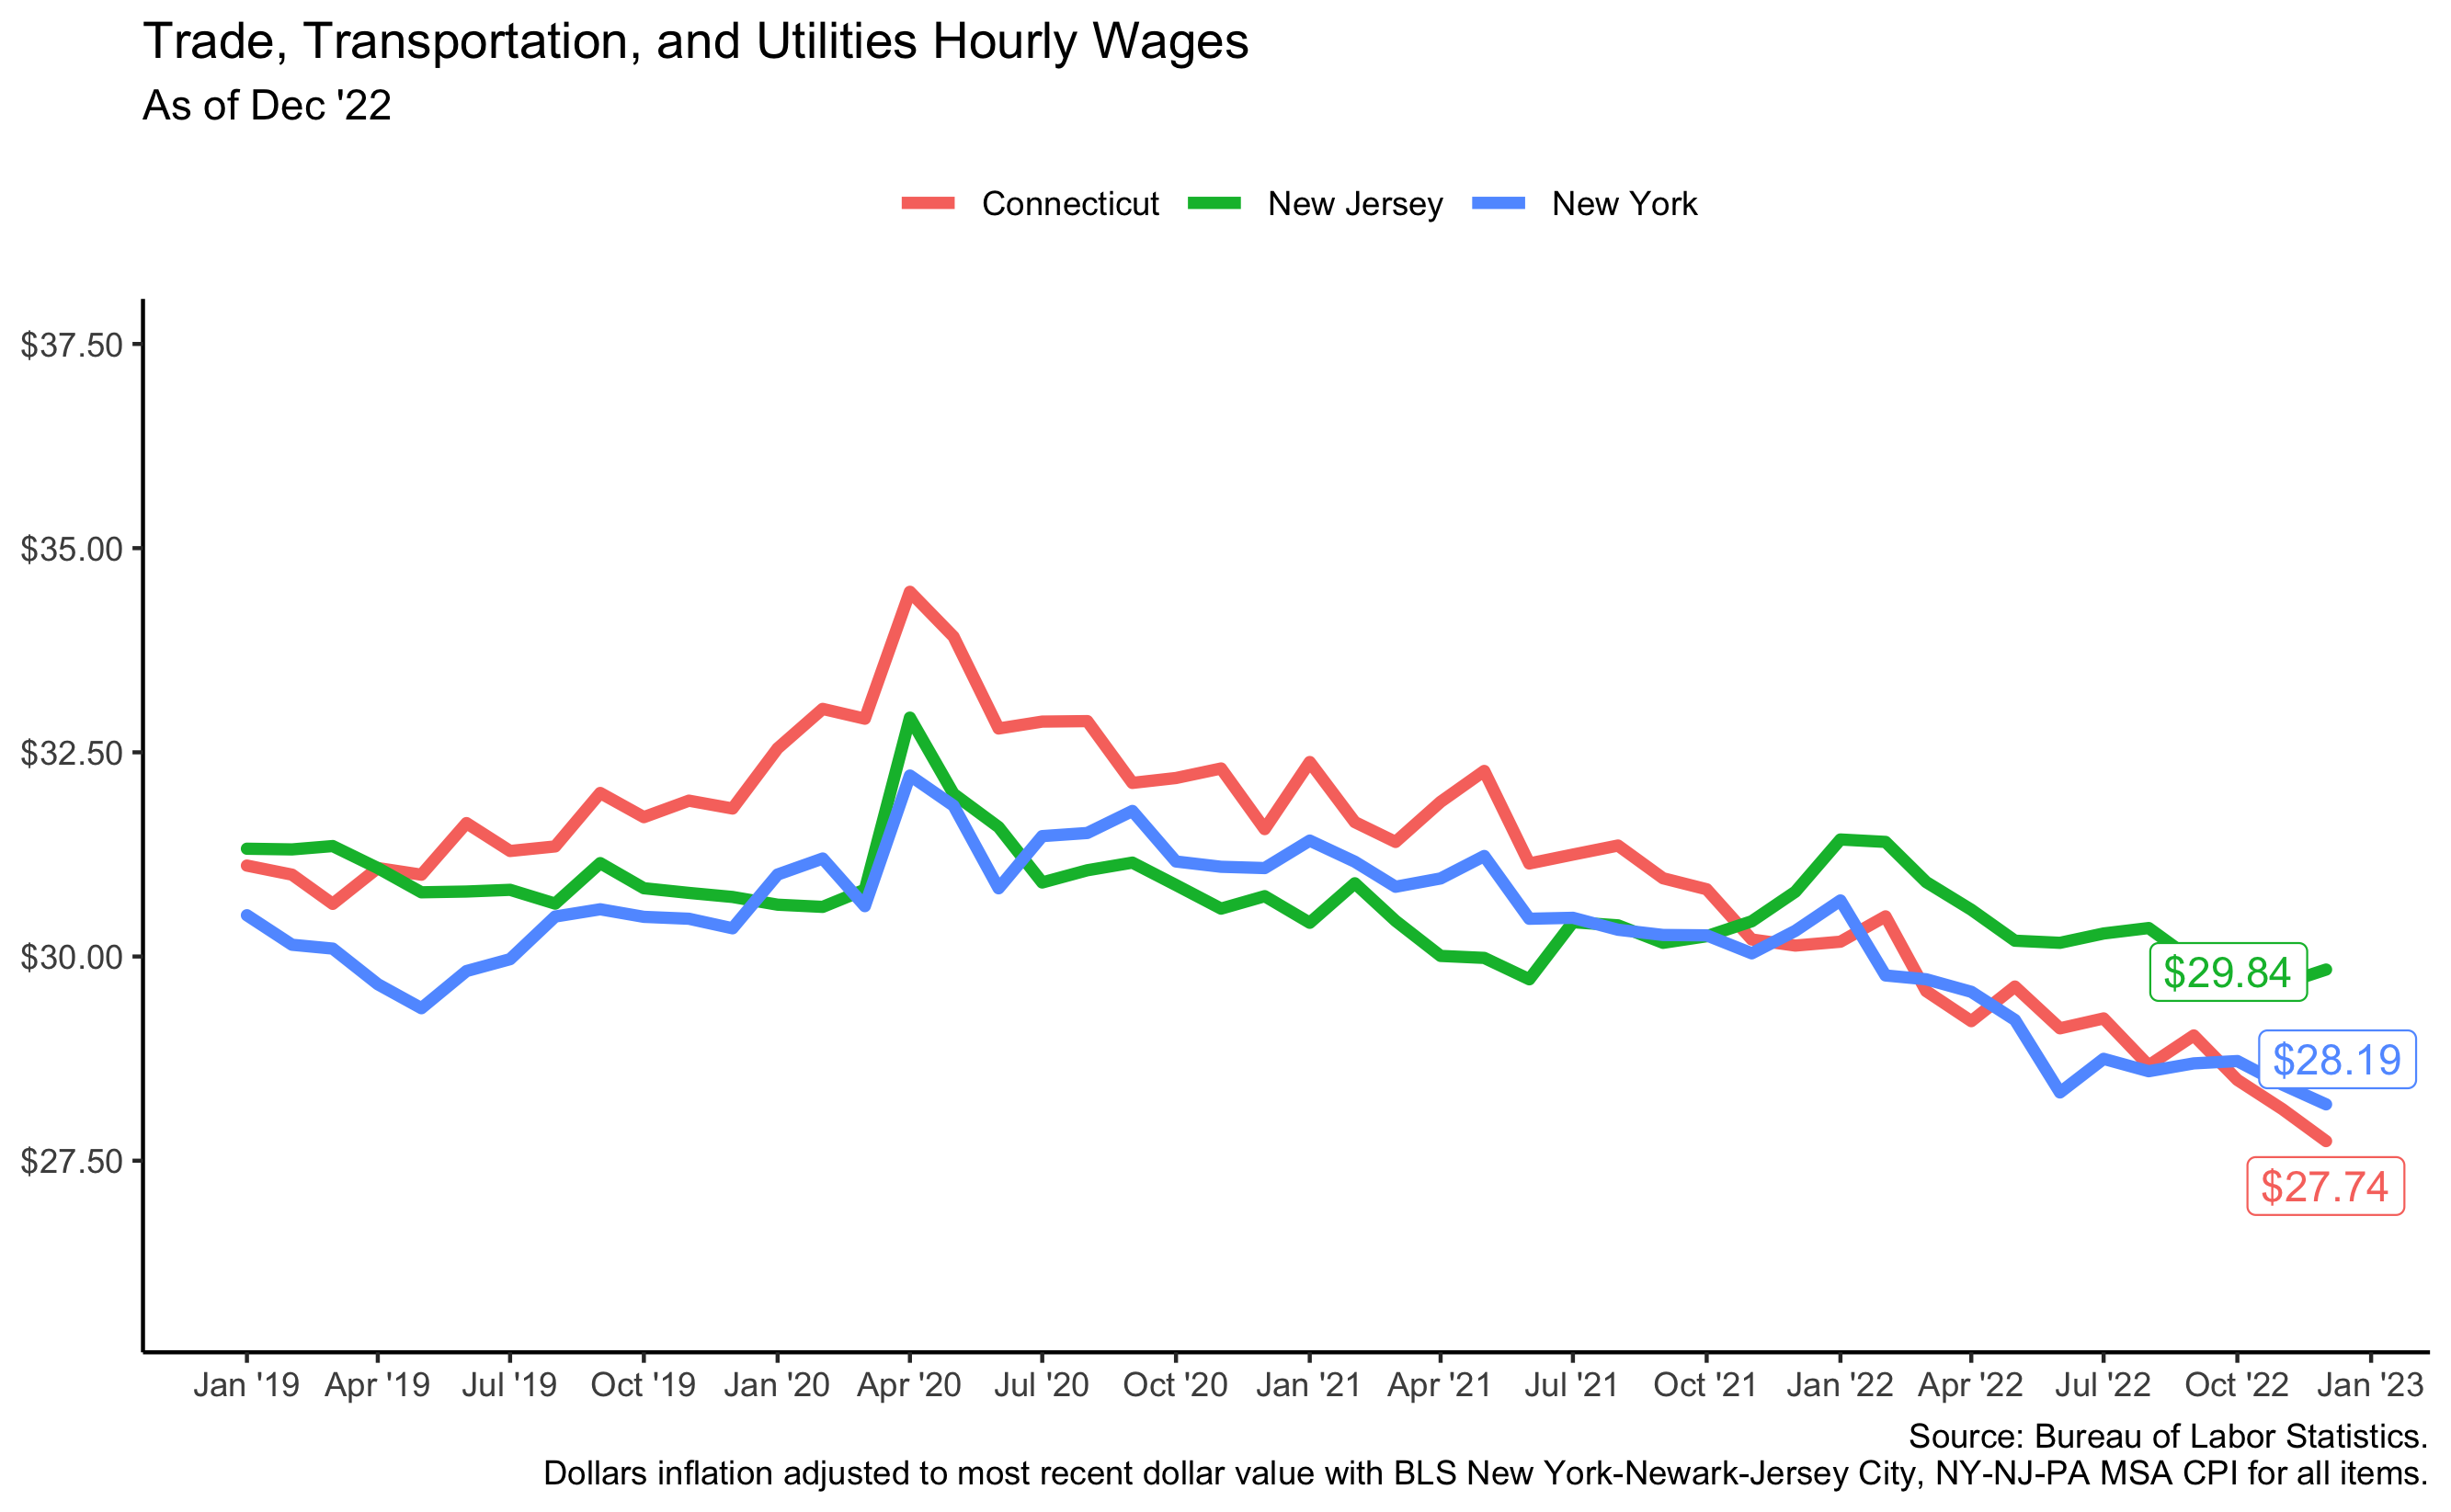 Trade, Transportation, and Utilities Hourly Wages
As of Dec '22
Connecticut New Jersey New York
$37.50
$35.00
$32.50
$30.00
$27.50
$29.84
$28.19
$27.74
Jan '19 Apr '19 Jul '19 Oct '19 Jan '20 Apr '20 Jul '20 Oct '20 Jan '21 Apr '21 Jul '21 Oct '21 Jan '22 Apr '22 Jul '22 Oct '22 Jan '23
Source: Bureau of Labor Statistics.
Dollars inflation adjusted to most recent dollar value with BLS New York-Newark-Jersey City, NY-NJ-PA MSA CPI for all items.